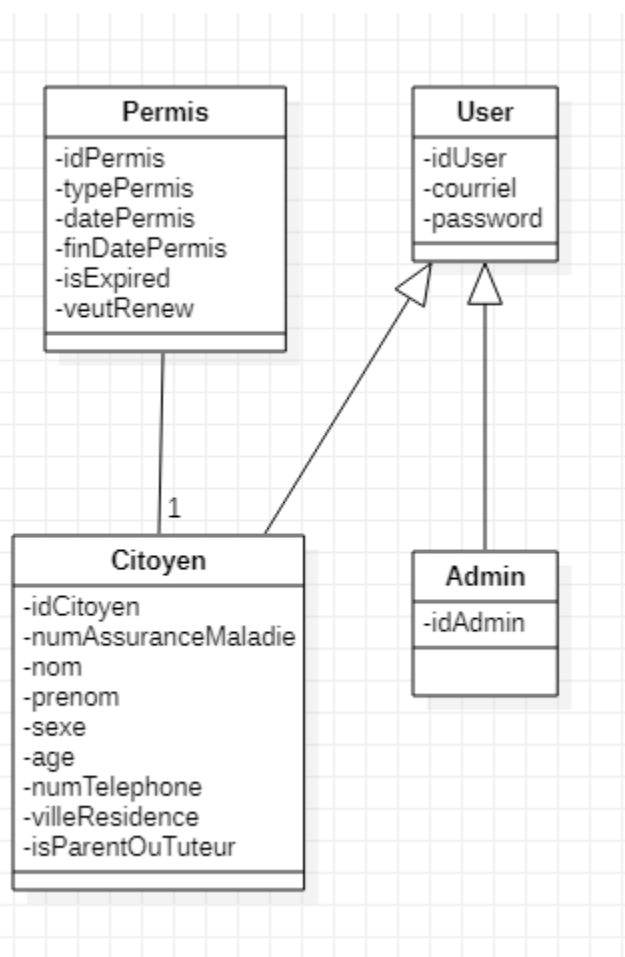 Permis
-idPermis
-typePermis
-datePermis
-finDatePermis
-isExpired
-veutRenew
User
-idUser
-courriel
-password
1
Citoyen
-idCitoyen
-numAssuranceMaladie
-nom
-prenom
-sexe
-age
-numTelephone
-villeResidence
-isParentOuTuteur
Admin
-idAdmin